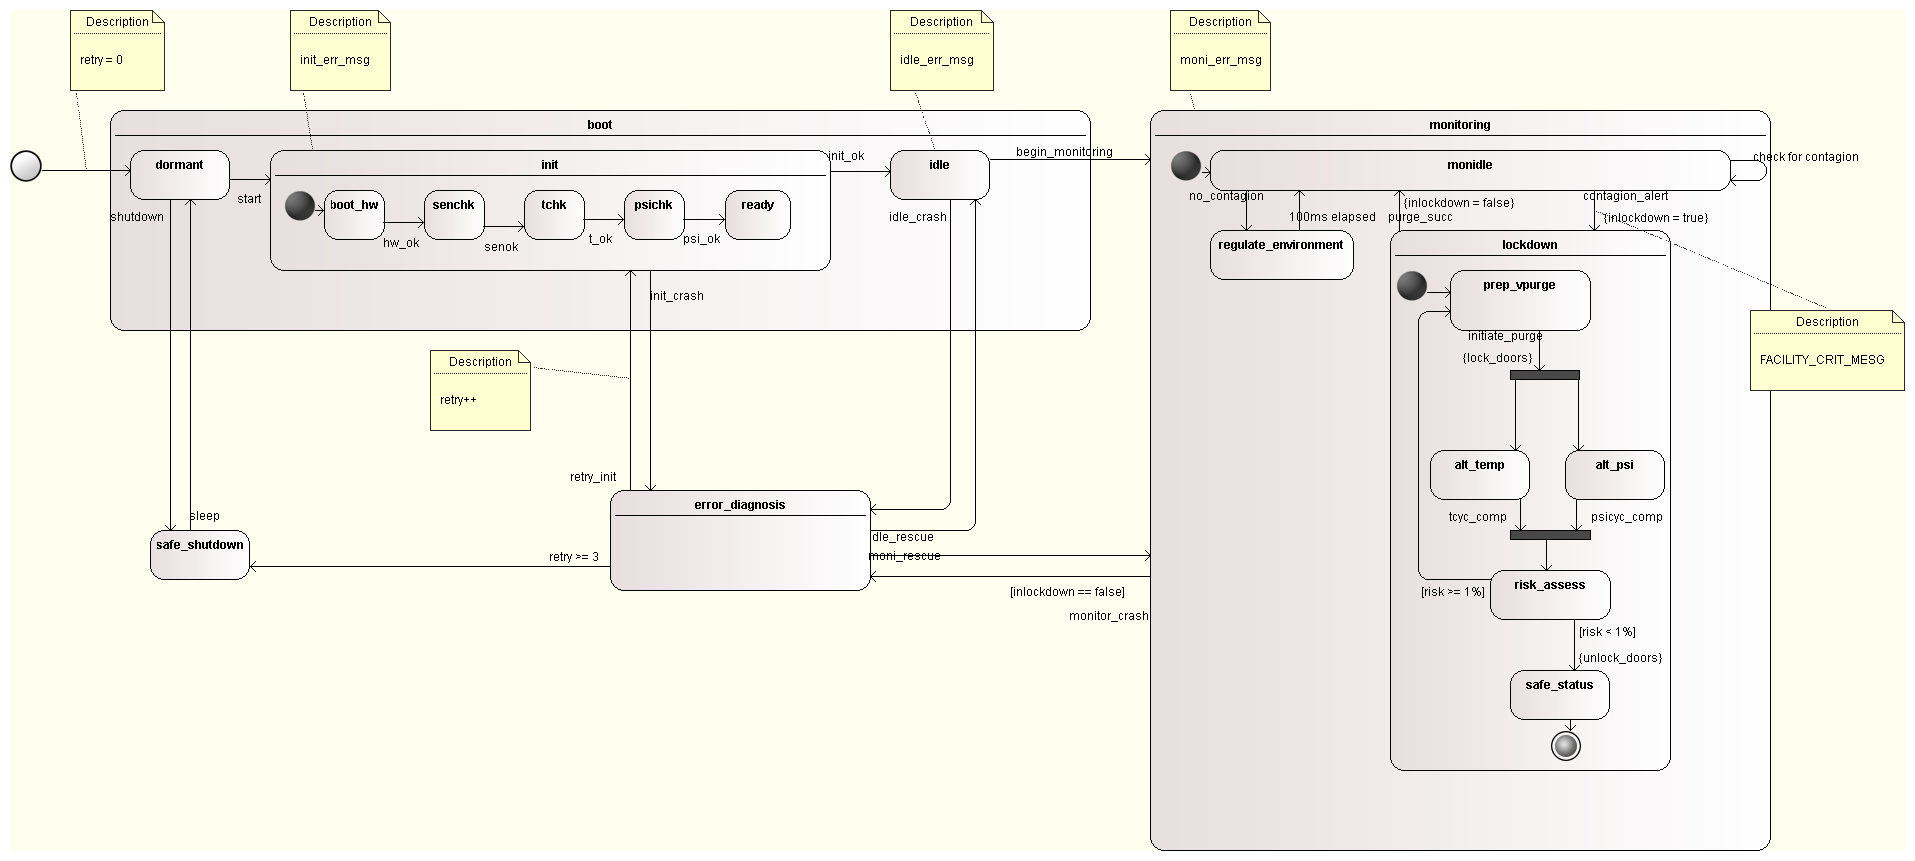 Description
retry = 0
Description
init_err_msg
Description
idle_err_msg
Description
moni_err_msg
boot
dormant
start
shutdown
init
boot_hw
hw_ok
senchk
senok
tchk
t_ok
psichk
psi_ok
ready
init_ok
idle
begin_monitoring
idle_crash
init_crash
Description
retry++
retry_init
error_diagnosis
sleep
safe_shutdown
retry >= 3
idle_rescue
moni_rescue
[inlockdown == false]
monitor_crash
monitoring
monidle
check for contagion
no_contagion
100ms elapsed
{inlockdown = false}
purge_succ
contagion_alert
{inlockdown = true}
regulate_environment
lockdown
prep_vpurge
initiate_purge
{lock_doors}
alt_temp
alt_psi
tcyc_comp
psicyc_comp
risk_assess
[risk >= 1%]
[risk < 1%]
{unlock_doors}
safe_status
Description
FACILITY_CRIT_MESG